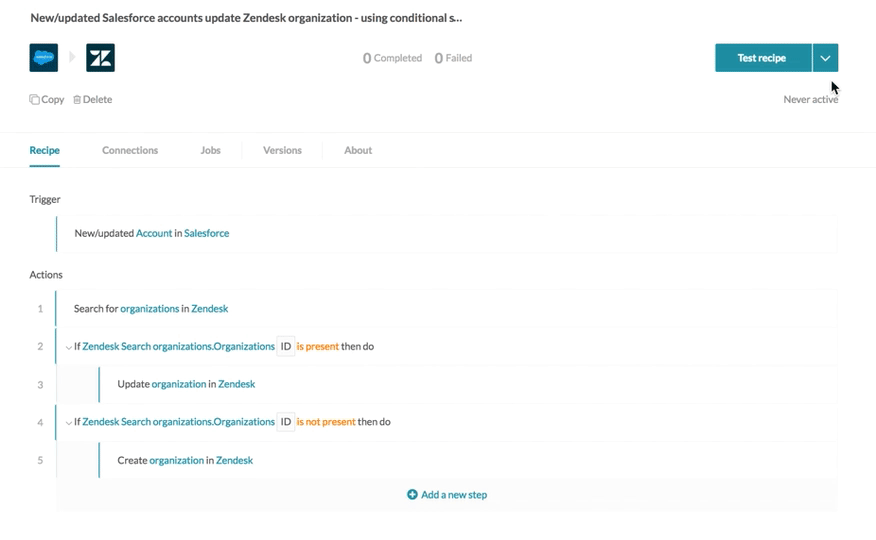 New/updated Salesforce accounts update Zendesk organization - using conditional s...
0 Completed 0 Failed
Test recipe
Copy Delete
Never active
Recipe Connections Jobs Versions About
Trigger
New/updated Account in Salesforce
Actions
1 Search for organizations in Zendesk
2 If Zendesk Search organizations.Organizations ID is present then do
3 Update organization in Zendesk
4 If Zendesk Search organizations.Organizations ID is not present then do
5 Create organization in Zendesk
Add a new step